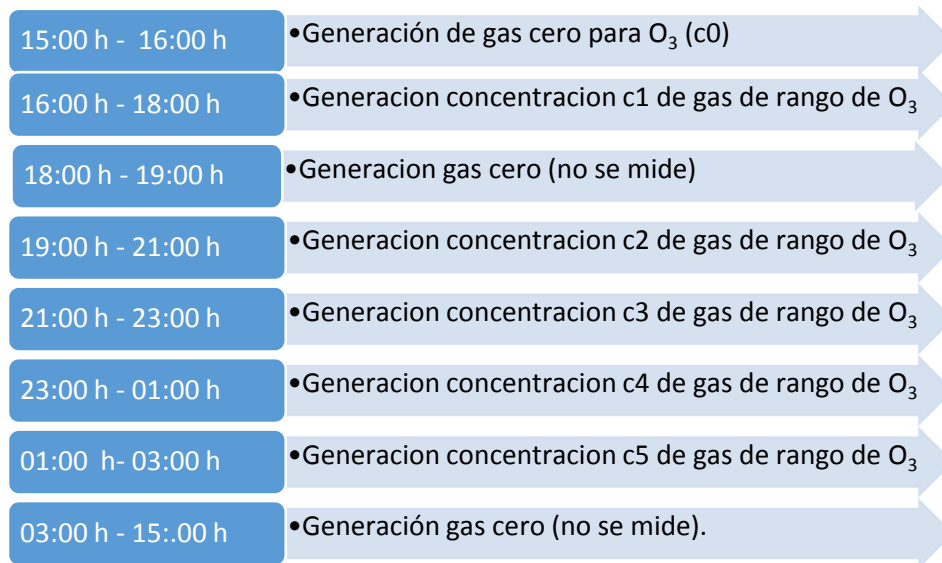 15:00 h - 16:00 h
•Generación de gas cero para O₃ (c0)
16:00 h - 18:00 h
•Generacion concentracion c1 de gas de rango de O₃
18:00 h - 19:00 h
•Generacion gas cero (no se mide)
19:00 h - 21:00 h
•Generacion concentracion c2 de gas de rango de O₃
21:00 h - 23:00 h
•Generacion concentracion c3 de gas de rango de O₃
23:00 h - 01:00 h
•Generacion concentracion c4 de gas de rango de O₃
01:00 h- 03:00 h
•Generacion concentracion c5 de gas de rango de O₃
03:00 h - 15:.00 h
•Generación gas cero (no se mide).